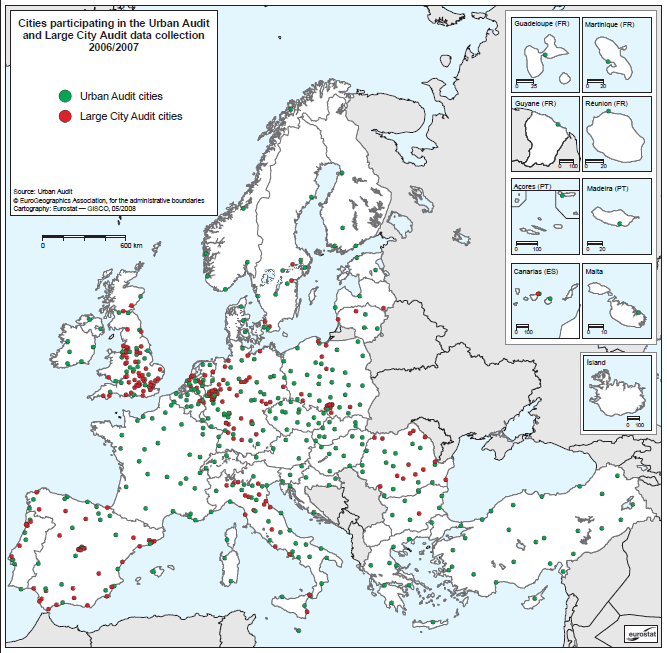 Cities participating in the Urban Audit
and Large City Audit data collection
2006/2007
Urban Audit cities
Large City Audit cities
Source: Urban Audit
© EuroGeographics Association, for the administrative boundaries
Cartography: Eurostat — GISCO, 05/2008
0 600 km
Guadeloupe (FR)
0 25
Martinique (FR)
0 20
Guyane (FR)
0 100
Réunion (FR)
0 20
Açores (PT)
0 100
Madeira (PT)
0 20
Canarias (ES)
0 100
Malta
0 10
Ísland
0 100
eurostat